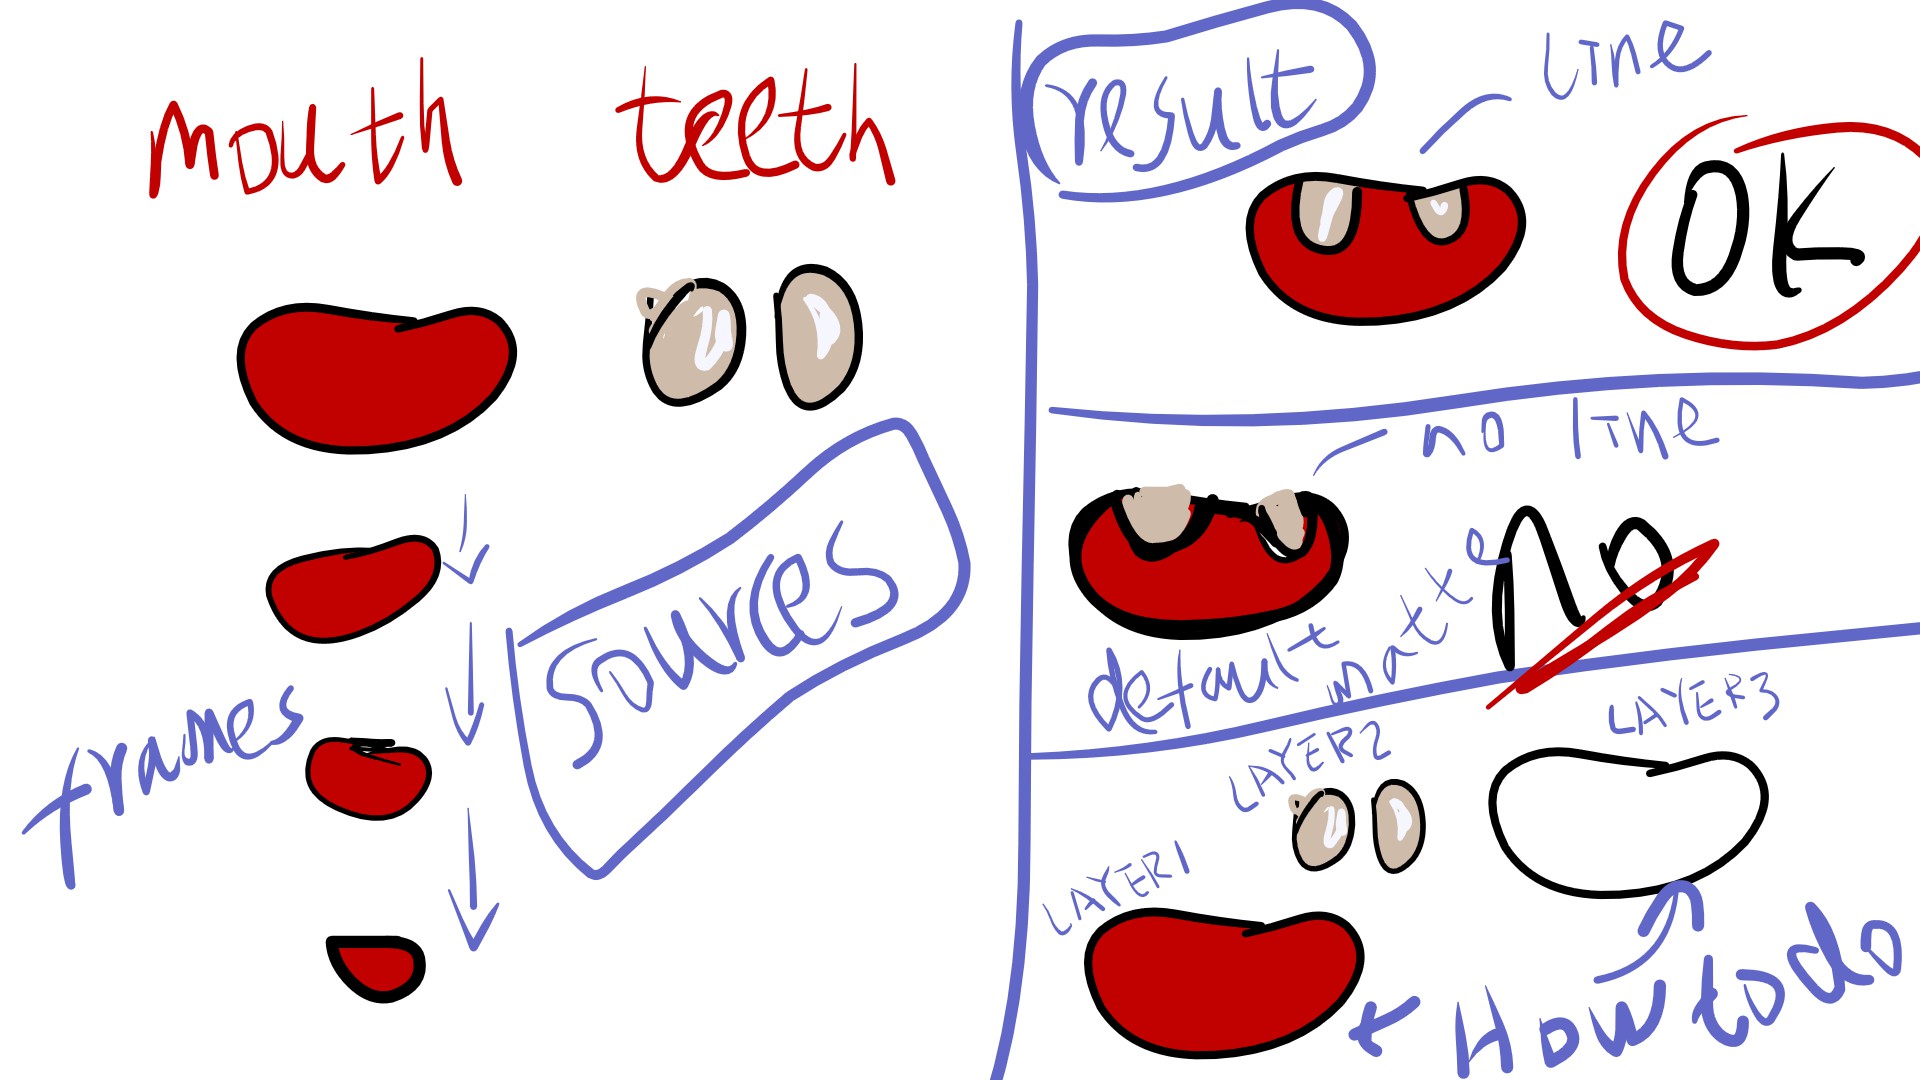 mouth
teeth
sources
frames
result
line
OK
no line
default matte
no
LAYER1
LAYER2
LAYER3
How to do